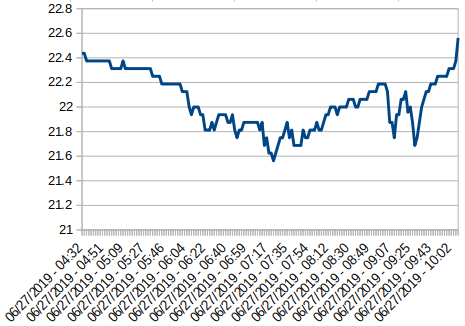 22.8
22.6
22.4
22.2
22
21.8
21.6
21.4
21.2
21
06/27/2019 - 04:32
06/27/2019 - 04:51
06/27/2019 - 05:09
06/27/2019 - 05:27
06/27/2019 - 05:46
06/27/2019 - 06:04
06/27/2019 - 06:22
06/27/2019 - 06:40
06/27/2019 - 06:59
06/27/2019 - 07:17
06/27/2019 - 07:35
06/27/2019 - 07:54
06/27/2019 - 08:12
06/27/2019 - 08:30
06/27/2019 - 08:49
06/27/2019 - 09:07
06/27/2019 - 09:25
06/27/2019 - 09:43
06/27/2019 - 10:02